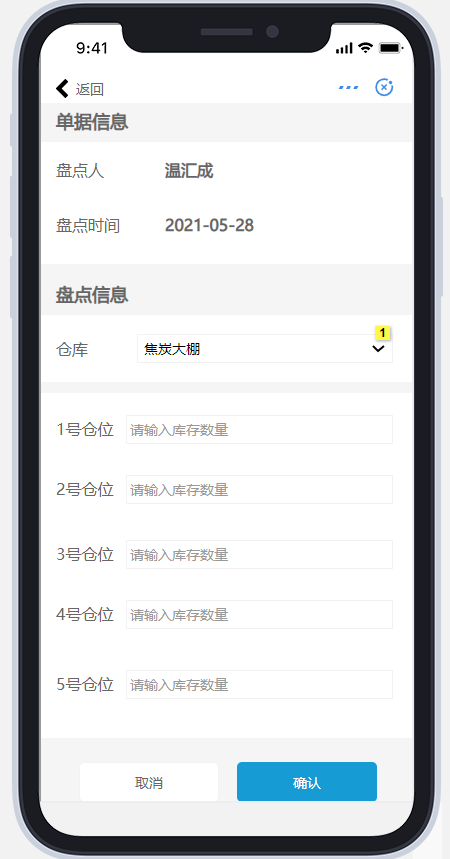 9:41
返回
单据信息
盘点人 温汇成
盘点时间 2021-05-28
盘点信息
1
仓库 焦炭大棚
1号仓位 请输入库存数量
2号仓位 请输入库存数量
3号仓位 请输入库存数量
4号仓位 请输入库存数量
5号仓位 请输入库存数量
取消 确认